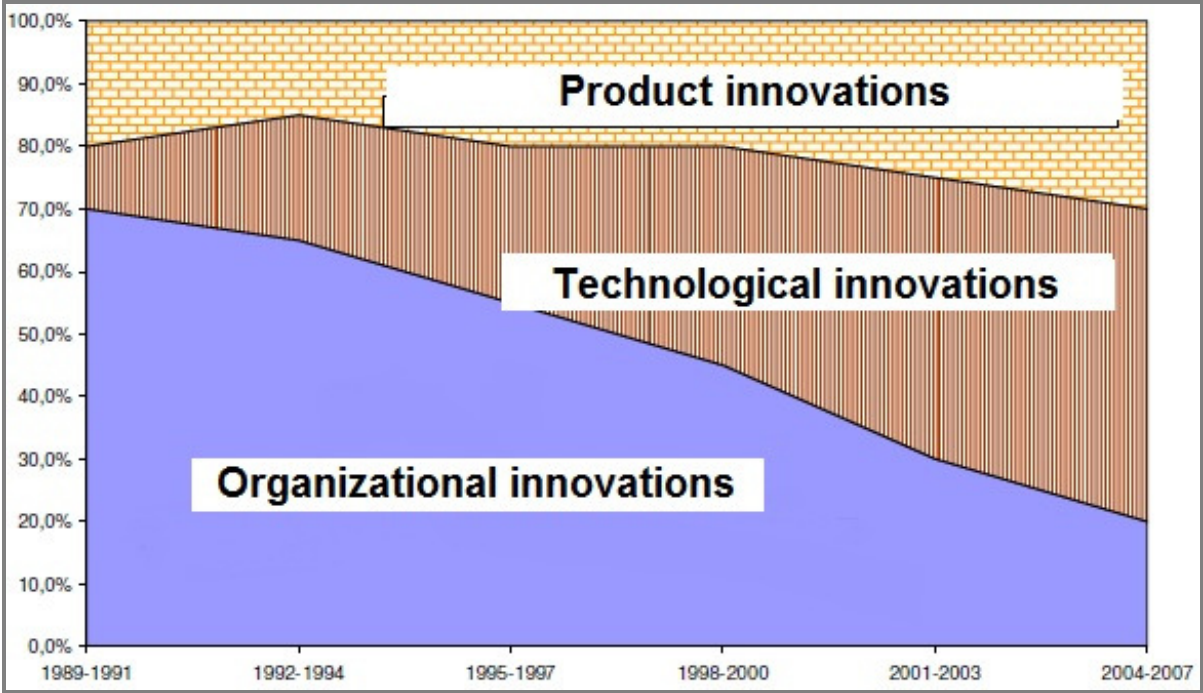 100,0%
90,0%
80,0%
70,0%
60,0%
50,0%
40,0%
30,0%
20,0%
10,0%
0,0%
Product innovations
Technological innovations
Organizational innovations
1989-1991 1992-1994 1995-1997 1998-2000 2001-2003 2004-2007